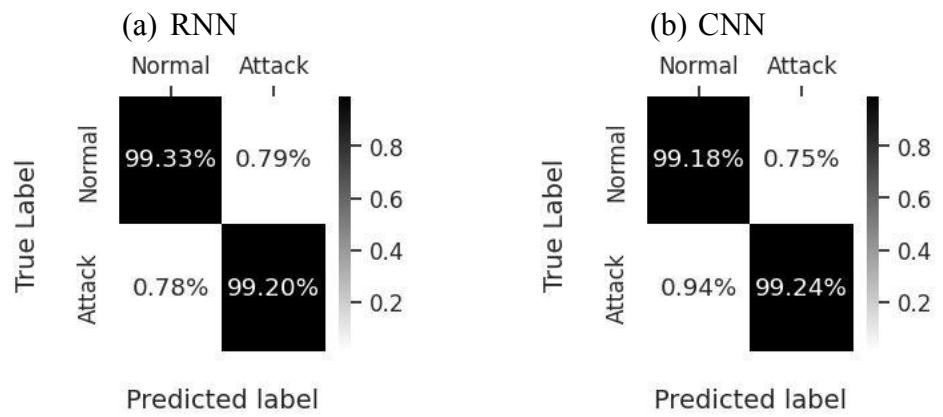 (a) RNN
Normal Attack
True Label
Normal
99.33% 0.79%
Attack
0.78% 99.20%
0.8
0.6
0.4
0.2
Predicted label
(b) CNN
Normal Attack
True Label
Normal
99.18% 0.75%
Attack
0.94% 99.24%
0.8
0.6
0.4
0.2
Predicted label